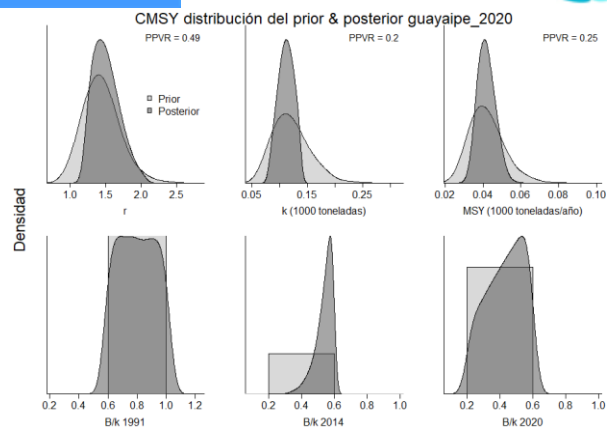 CMSY distribución del prior & posterior guayaipe_2020
PPVR = 0.49
Prior
Posterior
1.0 1.5 2.0 2.5
r
PPVR = 0.2
0.05 0.15 0.25
k (1000 toneladas)
PPVR = 0.25
0.02 0.04 0.06 0.08 0.10
MSY (1000 toneladas/año)
Densidad
0.2 0.4 0.6 0.8 1.0 1.2
B/k 1991
0.2 0.4 0.6 0.8 1.0
B/k 2014
0.2 0.4 0.6 0.8 1.0
B/k 2020